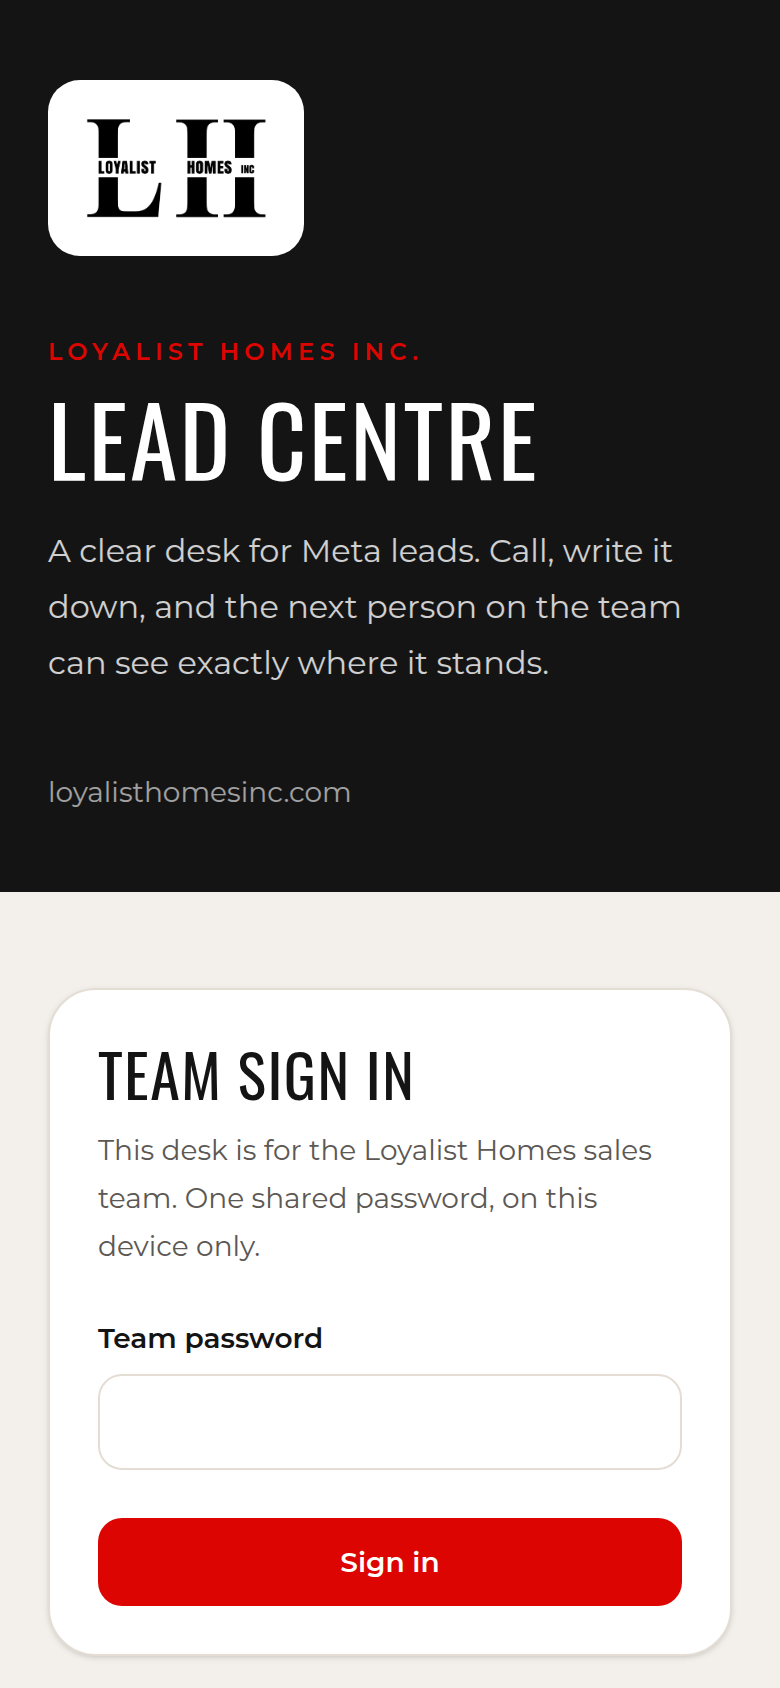 LH
LOYALIST HOMES INC
LOYALIST HOMES INC.
LEAD CENTRE
A clear desk for Meta leads. Call, write it
down, and the next person on the team
can see exactly where it stands.
loyalisthomesinc.com
TEAM SIGN IN
This desk is for the Loyalist Homes sales
team. One shared password, on this
device only.
Team password
Sign in